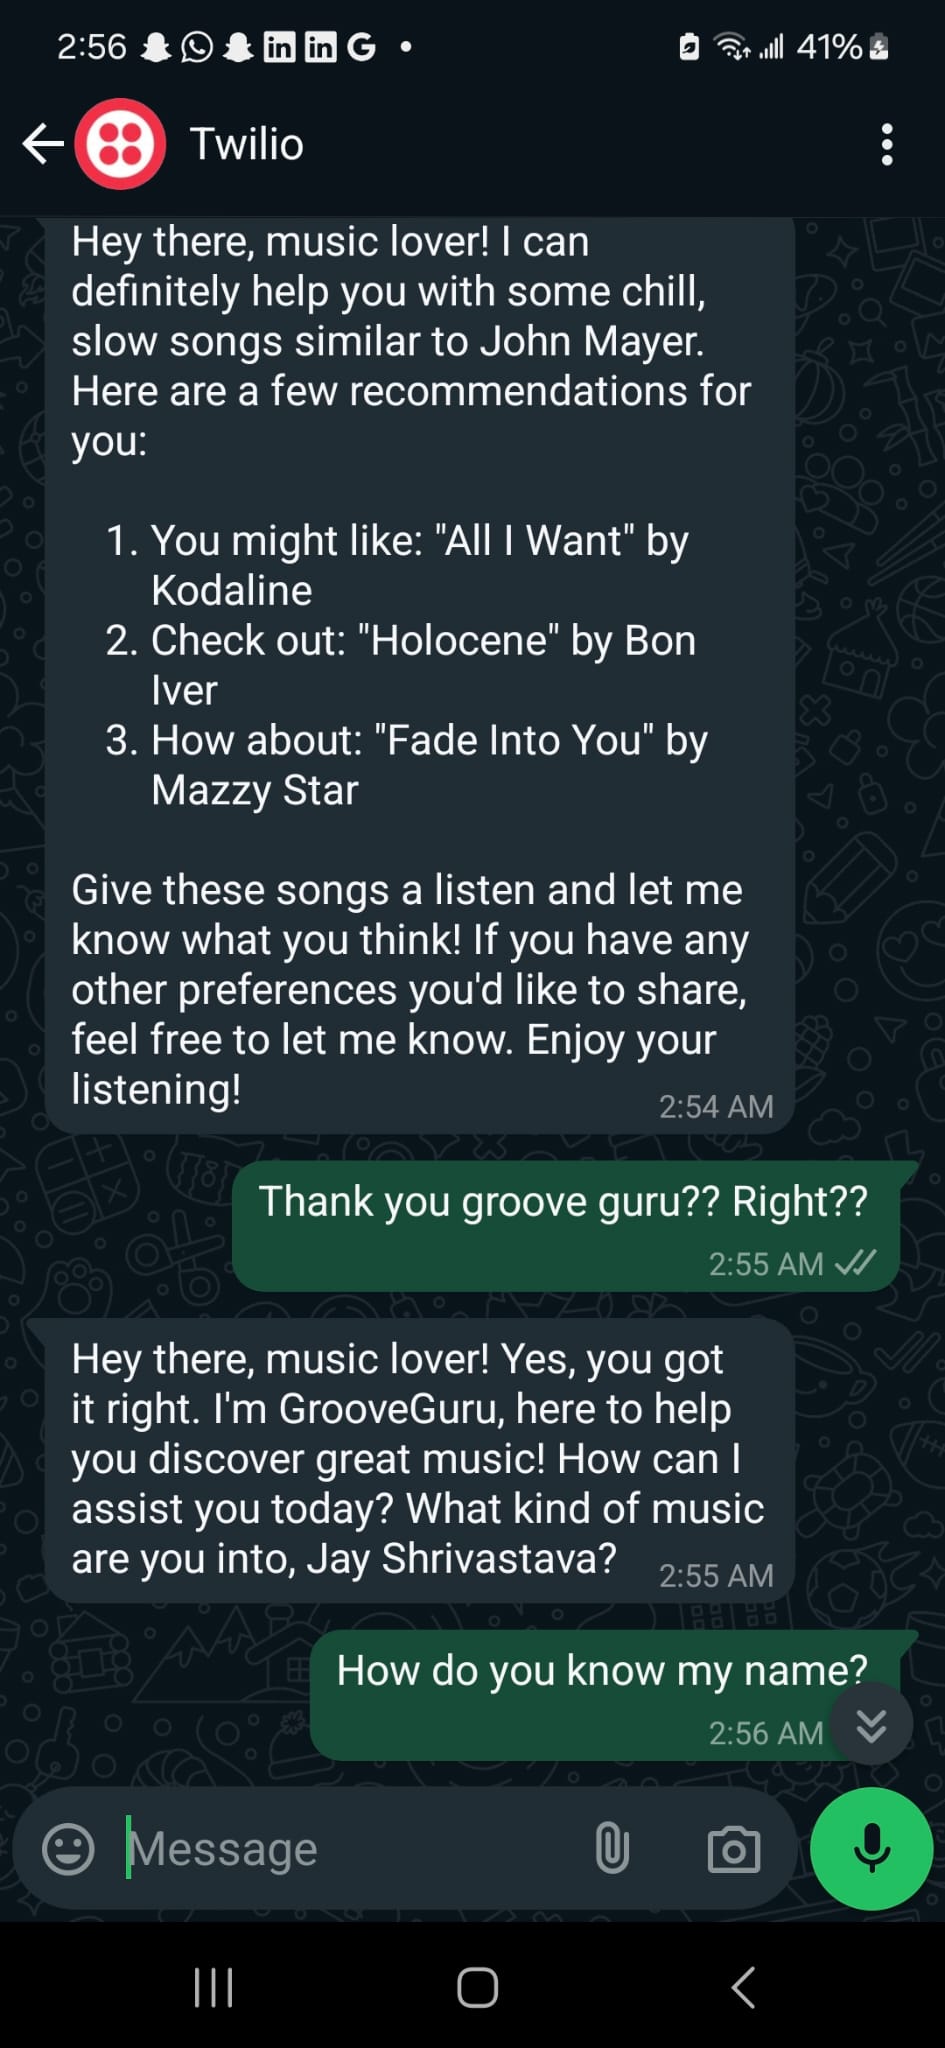 2:56
41%
Twilio
Hey there, music lover! I can
definitely help you with some chill,
slow songs similar to John Mayer.
Here are a few recommendations for
you:
1. You might like: "All I Want" by
Kodaline
2. Check out: "Holocene" by Bon
Iver
3. How about: "Fade Into You" by
Mazzy Star
Give these songs a listen and let me
know what you think! If you have any
other preferences you'd like to share,
feel free to let me know. Enjoy your
listening!
2:54 AM
Thank you groove guru?? Right??
2:55 AM
Hey there, music lover! Yes, you got
it right. I'm GrooveGuru, here to help
you discover great music! How can I
assist you today? What kind of music
are you into, Jay Shrivastava?
2:55 AM
How do you know my name?
2:56 AM
Message